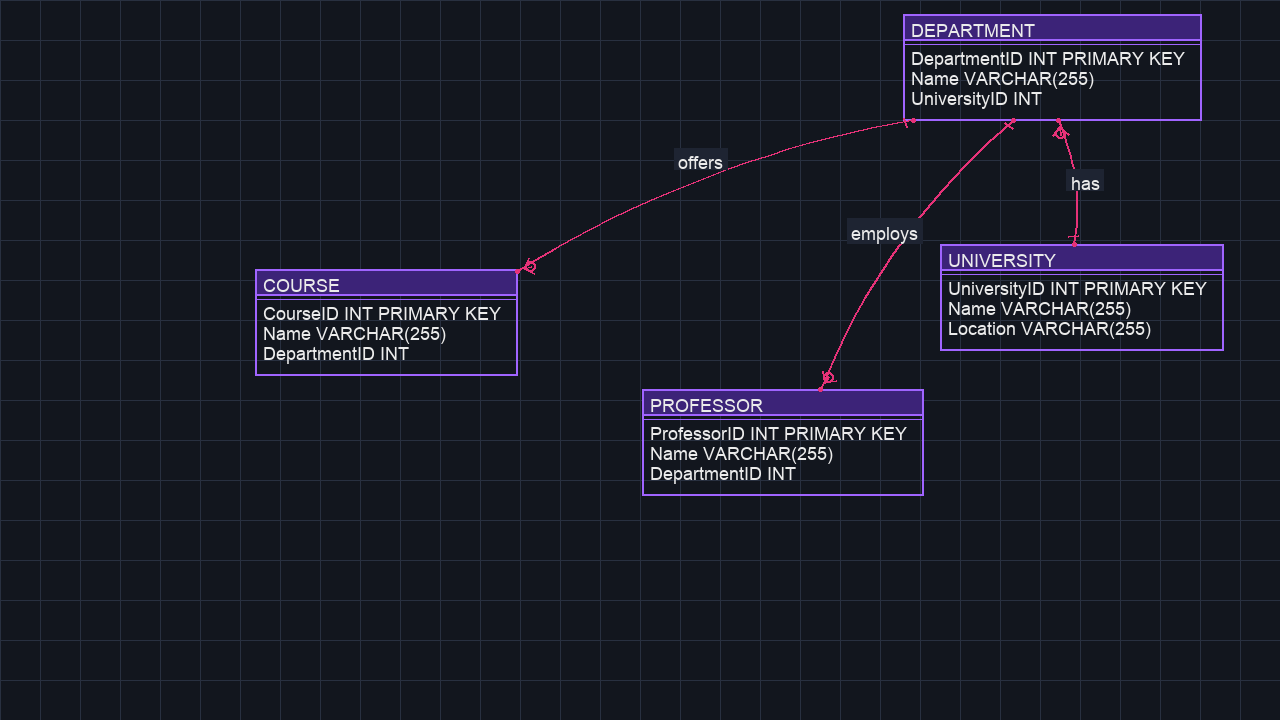 DEPARTMENT
DepartmentID INT PRIMARY KEY
Name VARCHAR(255)
UniversityID INT
offers
has
employs
UNIVERSITY
UniversityID INT PRIMARY KEY
Name VARCHAR(255)
Location VARCHAR(255)
COURSE
CourseID INT PRIMARY KEY
Name VARCHAR(255)
DepartmentID INT
PROFESSOR
ProfessorID INT PRIMARY KEY
Name VARCHAR(255)
DepartmentID INT